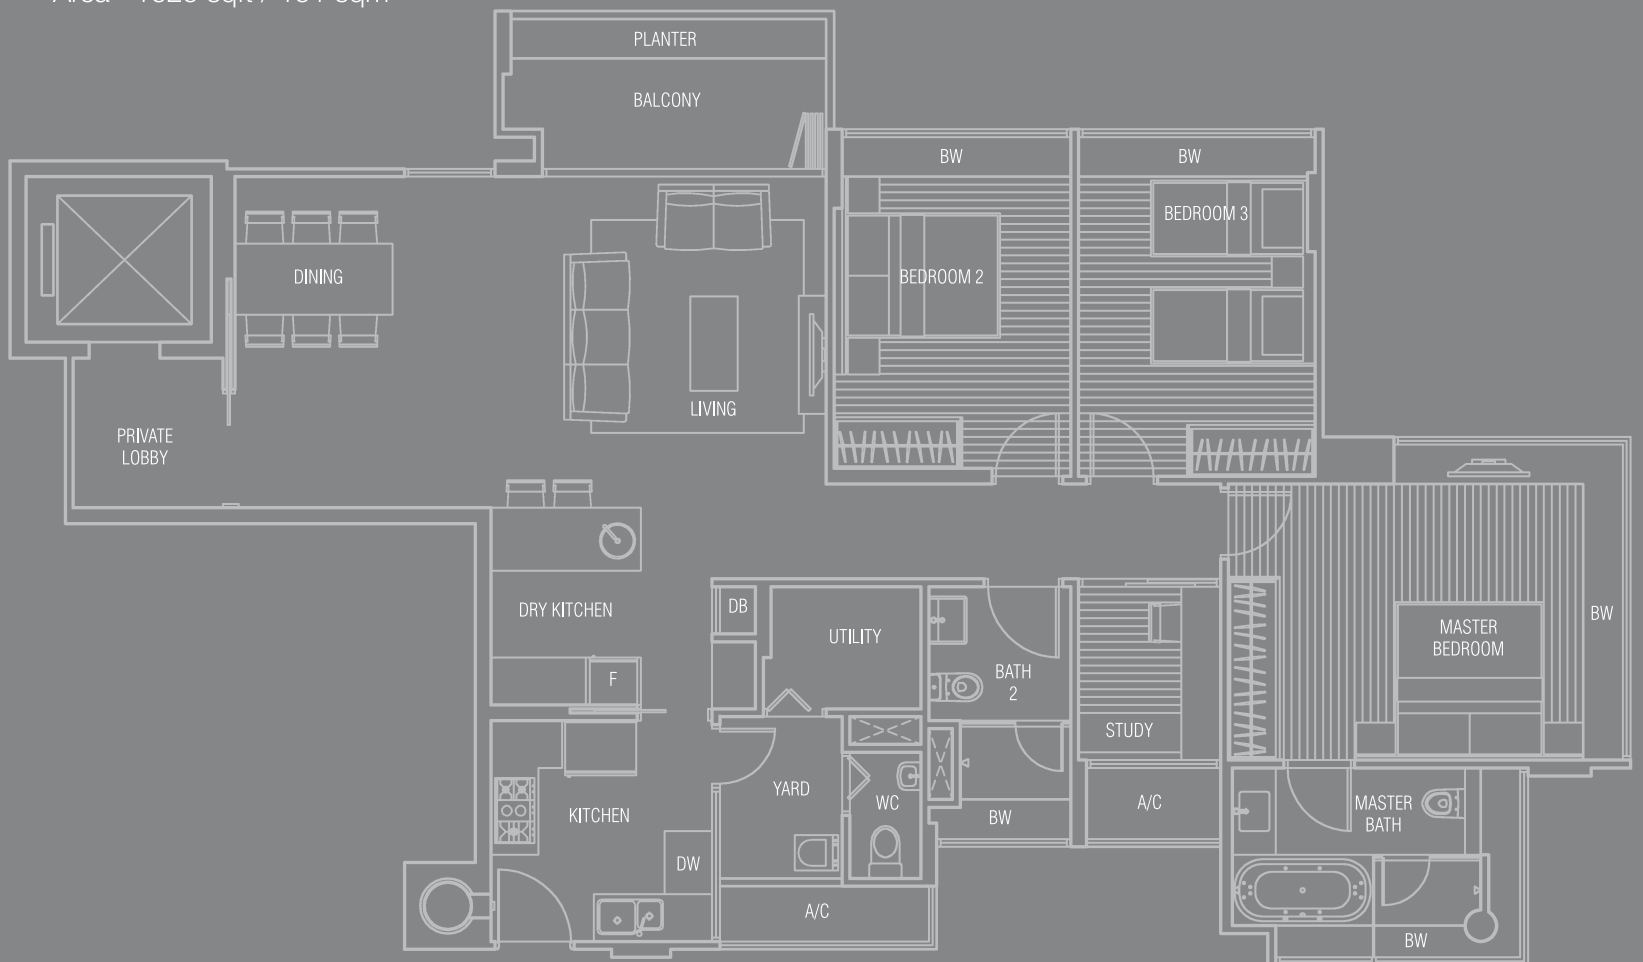 PLANTER
BALCONY
BW
BW
BEDROOM 3
DINING
BEDROOM 2
LIVING
PRIVATE
LOBBY
DRY KITCHEN
DB
UTILITY
BW
MASTER
BEDROOM
BATH
2
F
STUDY
YARD
WC
A/C
MASTER
BATH
KITCHEN
BW
DW
A/C
BW